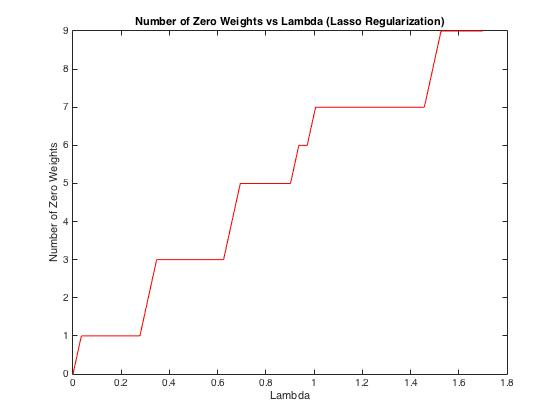 Number of Zero Weights vs Lambda (Lasso Regularization)
9
8
7
6
5
4
3
2
1
0
Number of Zero Weights
0 0.2 0.4 0.6 0.8 1 1.2 1.4 1.6 1.8
Lambda